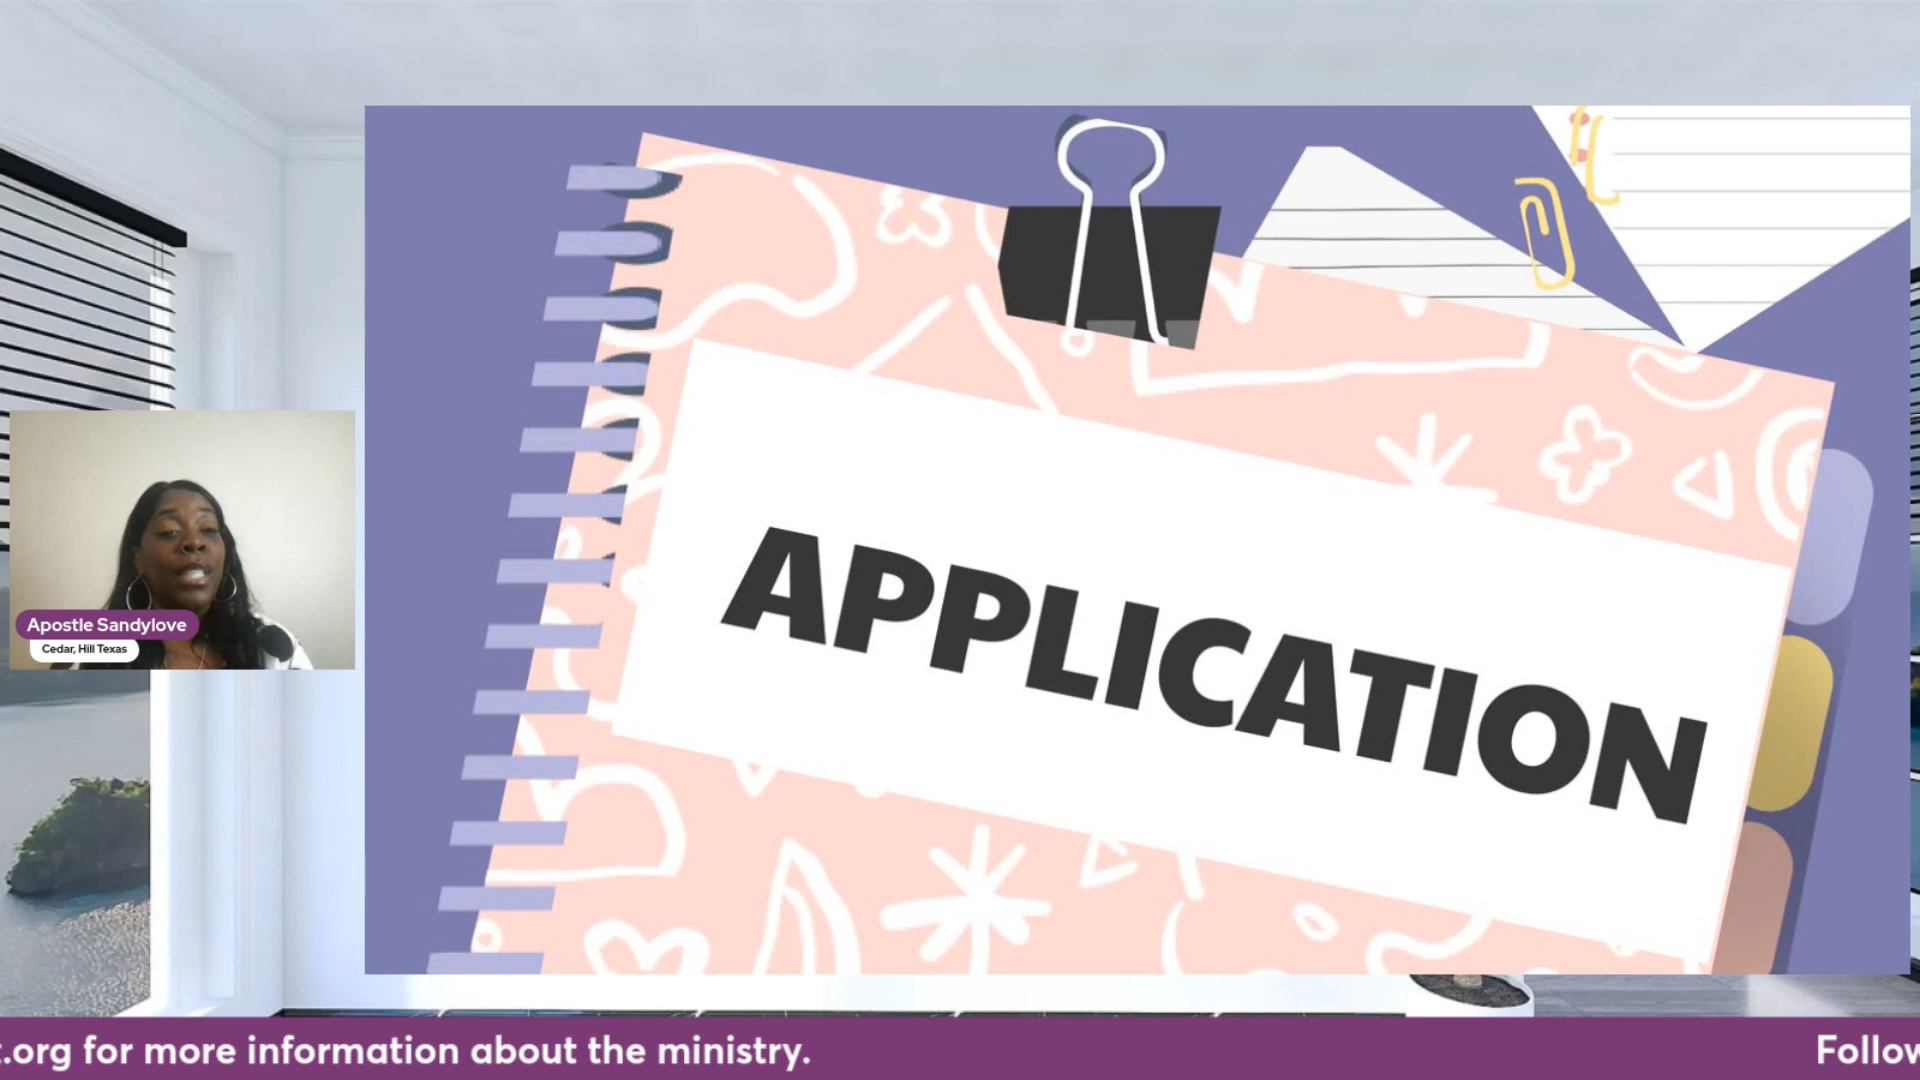 APPLICATION
Apostle Sandylove
Cedar, Hill Texas
.org for more information about the ministry.
Follow